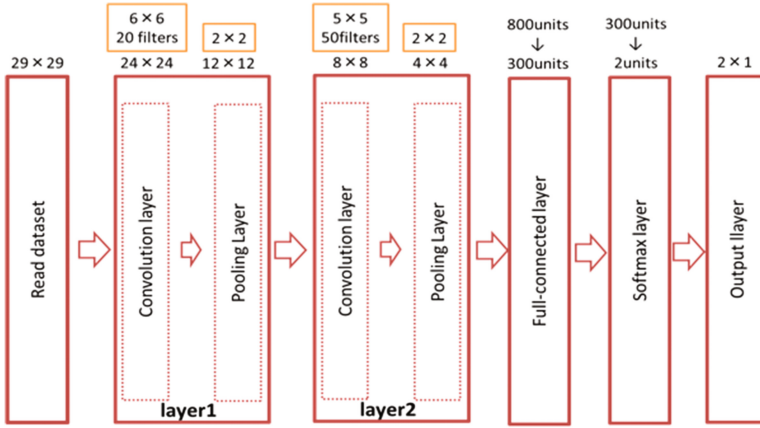 29×29
Read dataset
6×6
20 filters
24×24
Convolution layer
2×2
12×12
Pooling Layer
layer1
5×5
50filters
8×8
Convolution layer
2×2
4×4
Pooling Layer
layer2
800units
↓
300units
Full-connected layer
300units
↓
2units
Softmax layer
2×1
Output llayer